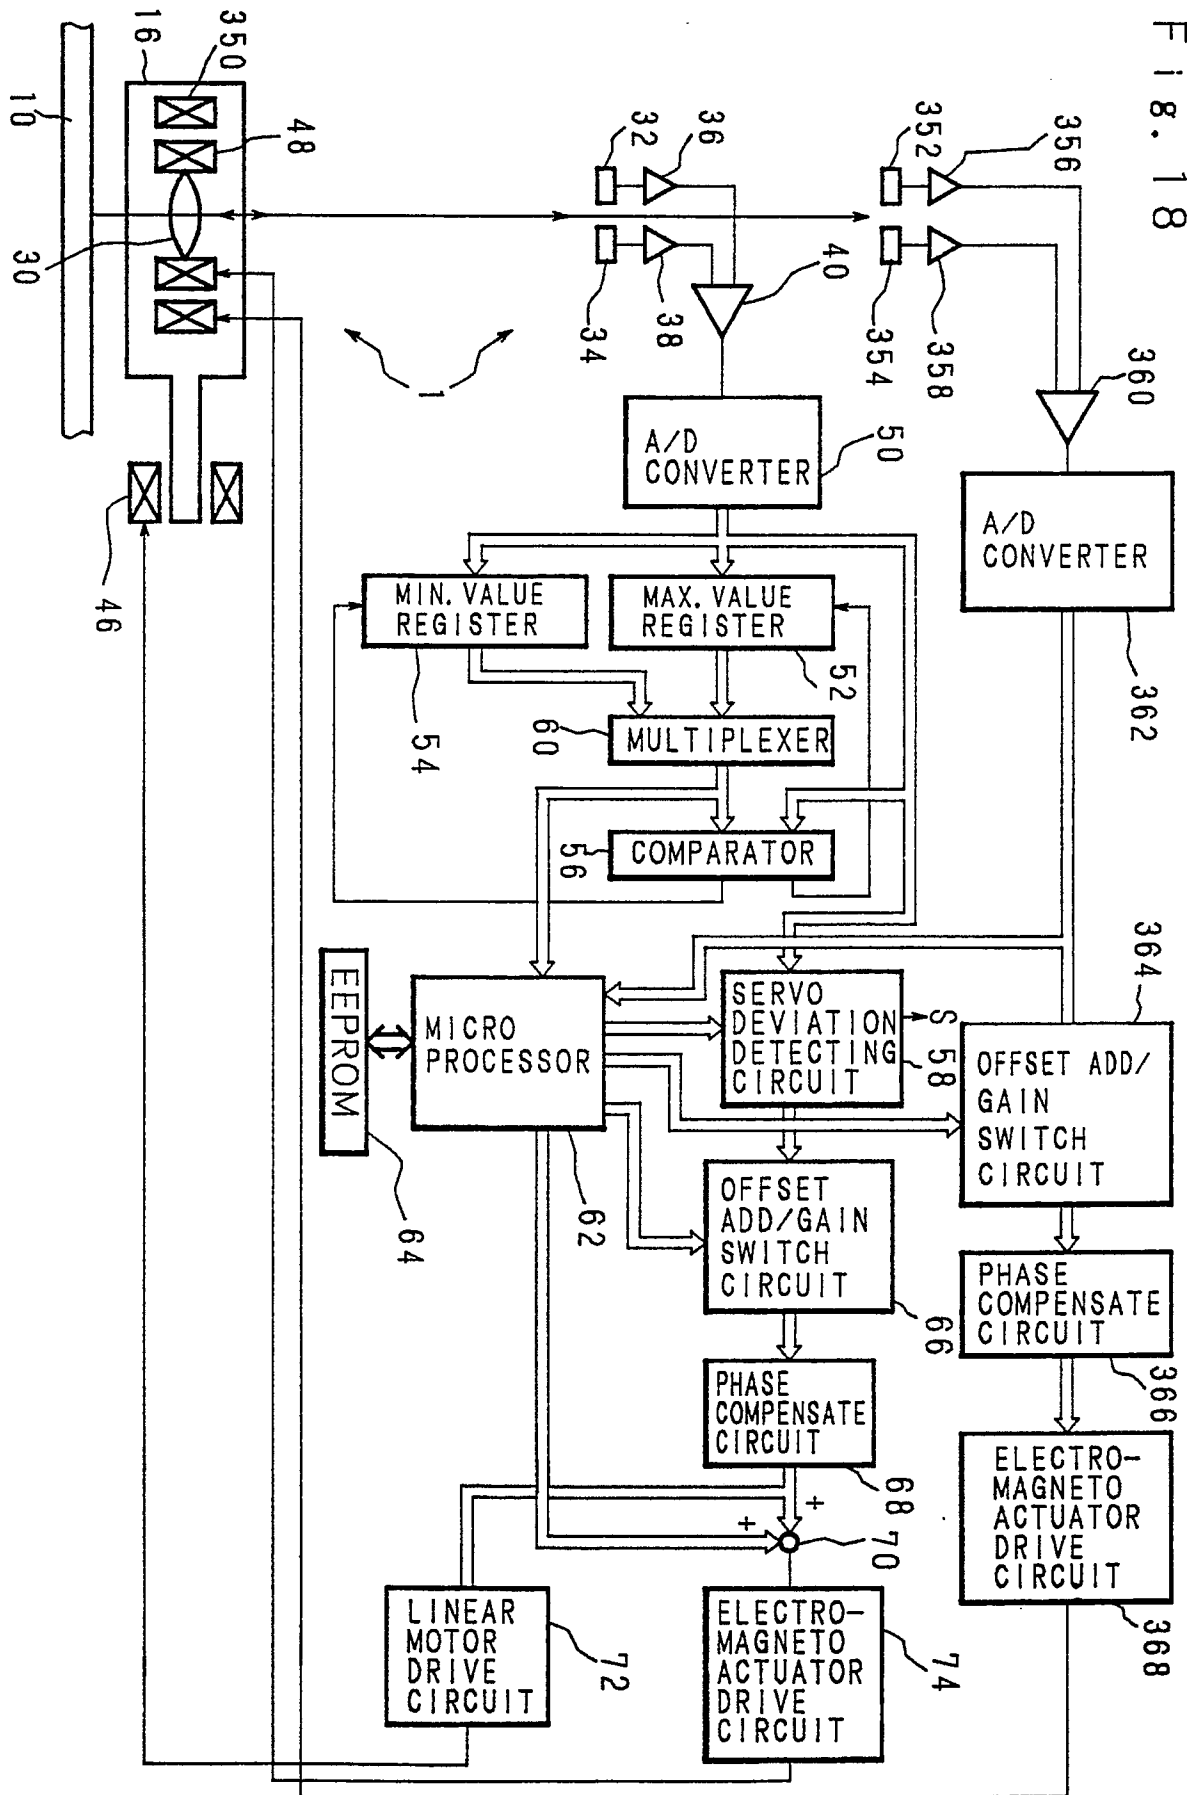 Fig. 18
350
16
48
10
30
46
32
36
34
38
40
1
352
356
354
358
360
50
A/D
CONVERTER
A/D
CONVERTER
362
MIN. VALUE
REGISTER
MAX. VALUE
REGISTER
52
54
60
MULTIPLEXER
56
COMPARATOR
364
S
58
SERVO
DEVIATION
DETECTING
CIRCUIT
OFFSET ADD/
GAIN
SWITCH
CIRCUIT
EEPROM
64
MICRO
PROCESSOR
62
OFFSET
ADD/GAIN
SWITCH
CIRCUIT
66
PHASE
COMPENSATE
CIRCUIT
366
PHASE
COMPENSATE
CIRCUIT
68
+
+
70
ELECTRO-
MAGNETO
ACTUATOR
DRIVE
CIRCUIT
368
LINEAR
MOTOR
DRIVE
CIRCUIT
72
ELECTRO-
MAGNETO
ACTUATOR
DRIVE
CIRCUIT
74